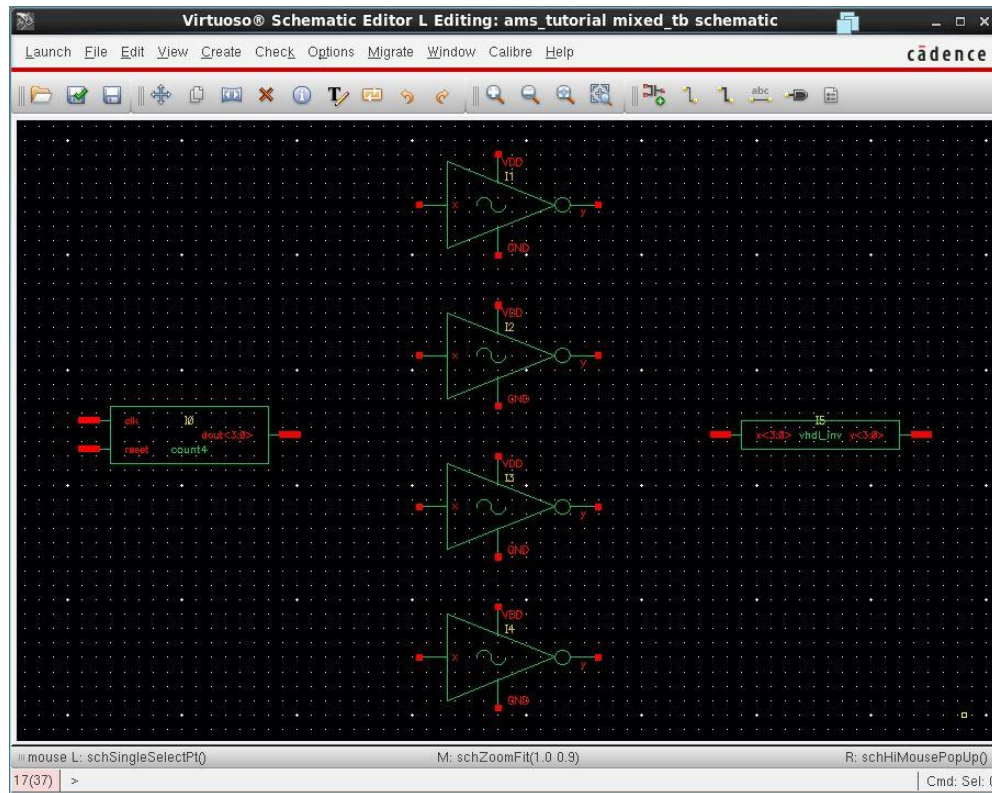 Virtuoso® Schematic Editor L Editing: ams_tutorial mixed_tb schematic
Launch File Edit View Create Check Options Migrate Window Calibre Help
cādence
abc
VDD
I1
x
y
GND
VDD
I2
x
y
GND
clk I0
dout<3:0>
reset count4
I5
x<3:0> vhdl_inv y<3:0>
VDD
I3
x
y
GND
VDD
I4
x
y
GND
mouse L: schSingleSelectPt() M: schZoomFit(1.0 0.9) R: schHiMousePopUp()
17(37) > Cmd: Sel: